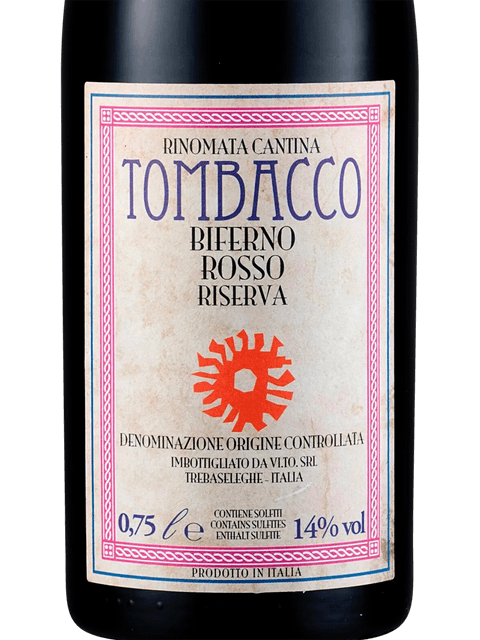 RINOMATA CANTINA
TOMBACCO
BIFERNO
ROSSO
RISERVA
DENOMINAZIONE ORIGINE CONTROLLATA
IMBOTTIGLIATO DA VI.TO. SRL
TREBASELEGHE - ITALIA
CONTIENE SOLFITI
0,75 l e CONTAINS SULFITES 14% vol
ENTHALT SULFITE
PRODOTTO IN ITALIA